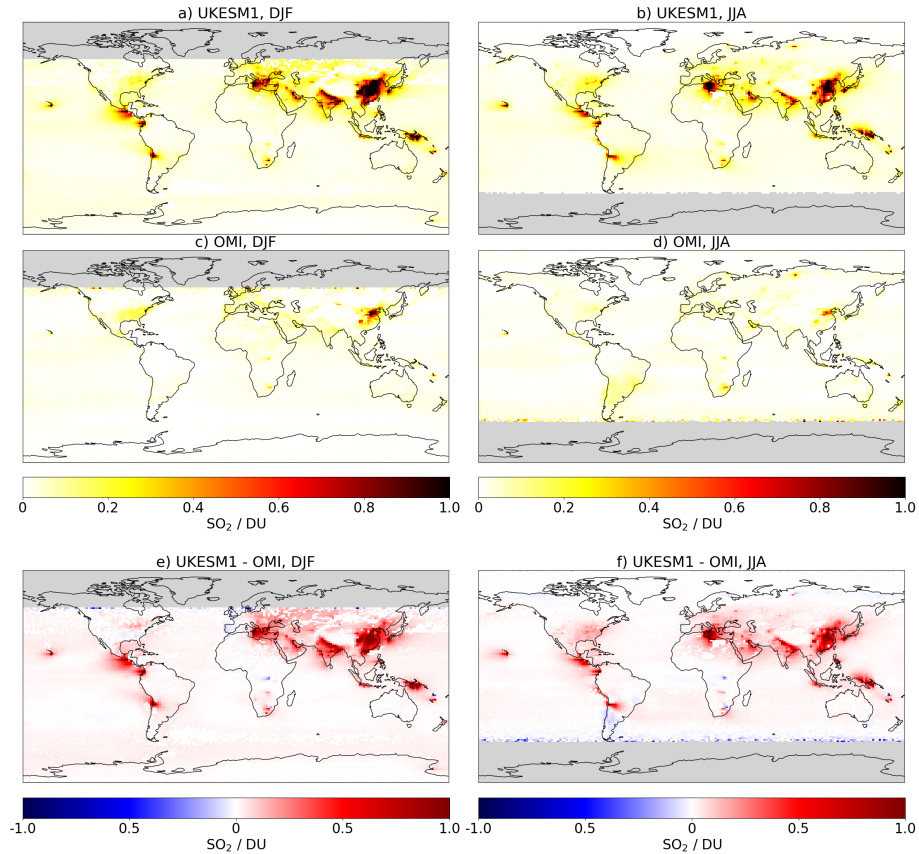 a) UKESM1, DJF
b) UKESM1, JJA
c) OMI, DJF
d) OMI, JJA
0 0.2 0.4 0.6 0.8 1.0
SO₂ / DU
0 0.2 0.4 0.6 0.8 1.0
SO₂ / DU
e) UKESM1 - OMI, DJF
f) UKESM1 - OMI, JJA
-1.0 -0.5 0 0.5 1.0
SO₂ / DU
-1.0 -0.5 0 0.5 1.0
SO₂ / DU